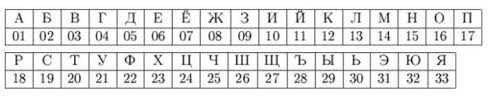 А Б В Г Д Е Ё Ж З И Й К Л М Н О П
01 02 03 04 05 06 07 08 09 10 11 12 13 14 15 16 17
Р С Т У Ф Х Ц Ч Ш Щ Ъ Ы Ь Э Ю Я
18 19 20 21 22 23 24 25 26 27 28 29 30 31 32 33